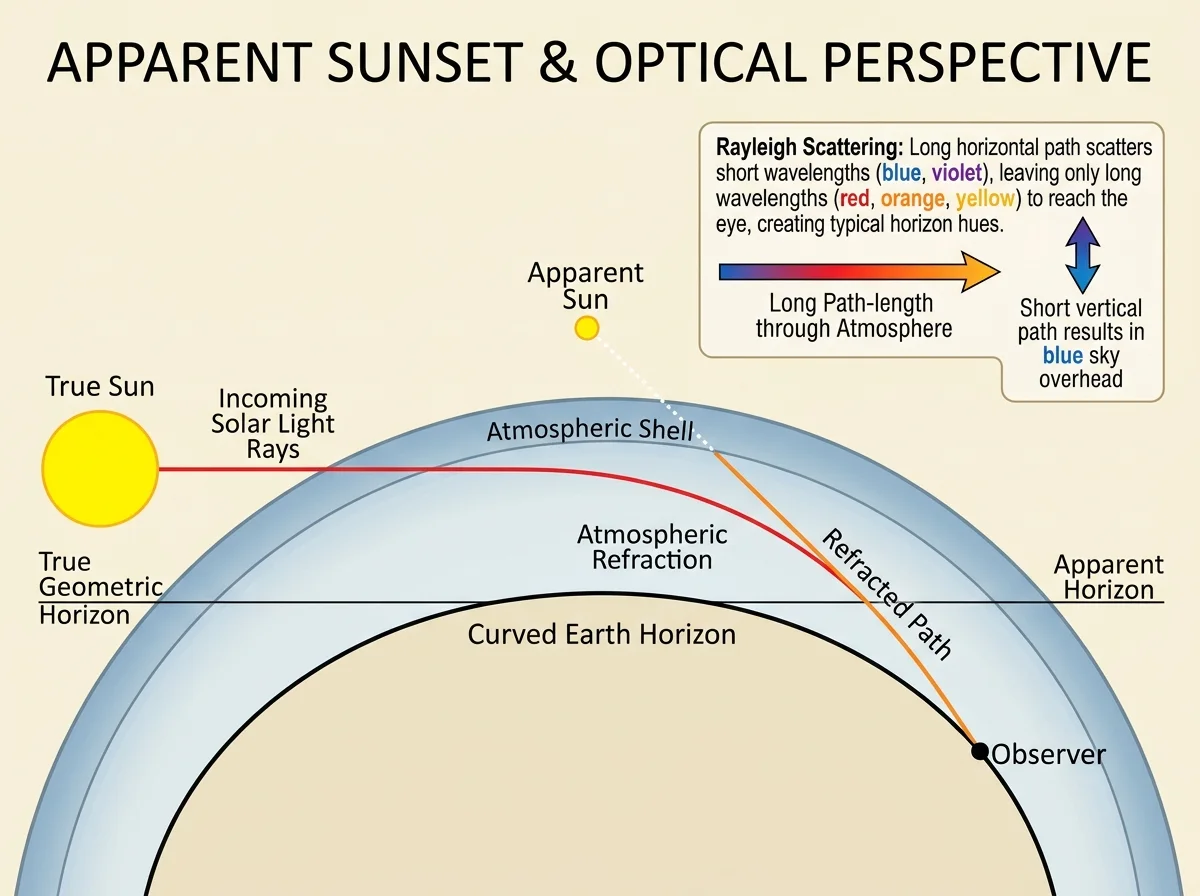 APPARENT SUNSET & OPTICAL PERSPECTIVE
Rayleigh Scattering: Long horizontal path scatters
short wavelengths (blue, violet), leaving only long
wavelengths (red, orange, yellow) to reach the
eye, creating typical horizon hues.
Long Path-length
through Atmosphere
Short vertical
path results in
blue sky
overhead
Apparent
Sun
True Sun
Incoming
Solar Light
Rays
Atmospheric Shell
Atmospheric
Refraction
Refracted Path
True
Geometric
Horizon
Apparent
Horizon
Curved Earth Horizon
Observer